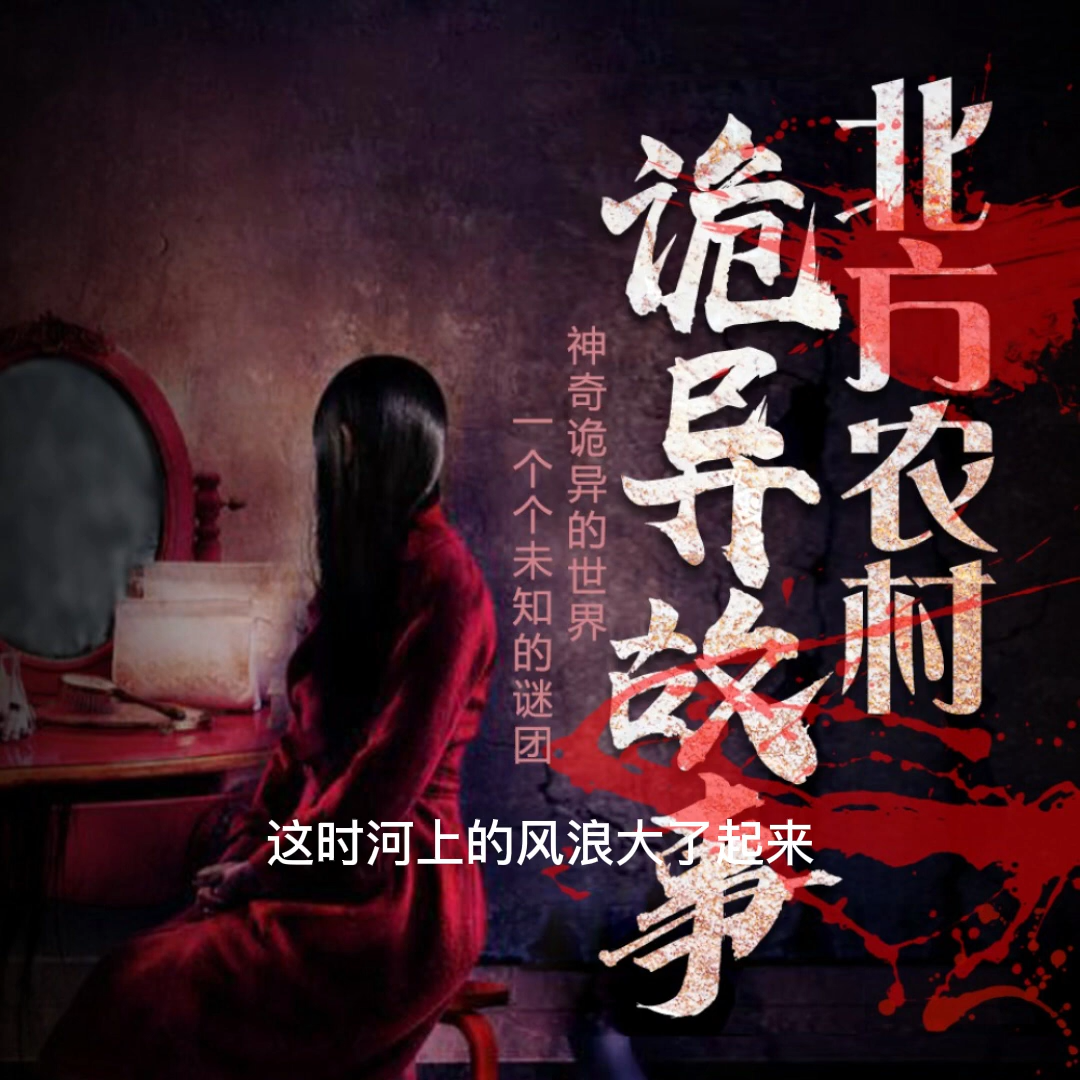 北方农村
诡异故事
神奇诡异的世界
一个个未知的谜团
这时河上的风浪大了起来